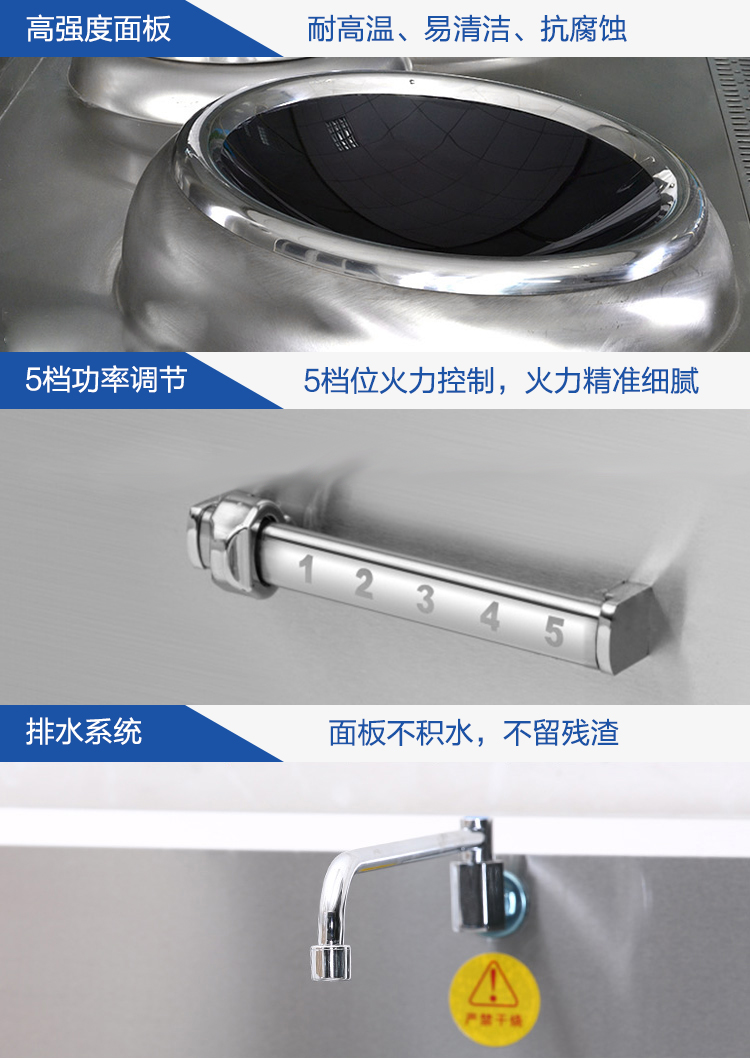 高强度面板
耐高温、易清洁、抗腐蚀
5档功率调节
5档位火力控制，火力精准细腻
1 2 3 4 5
排水系统
面板不积水，不留残渣
严禁干烧